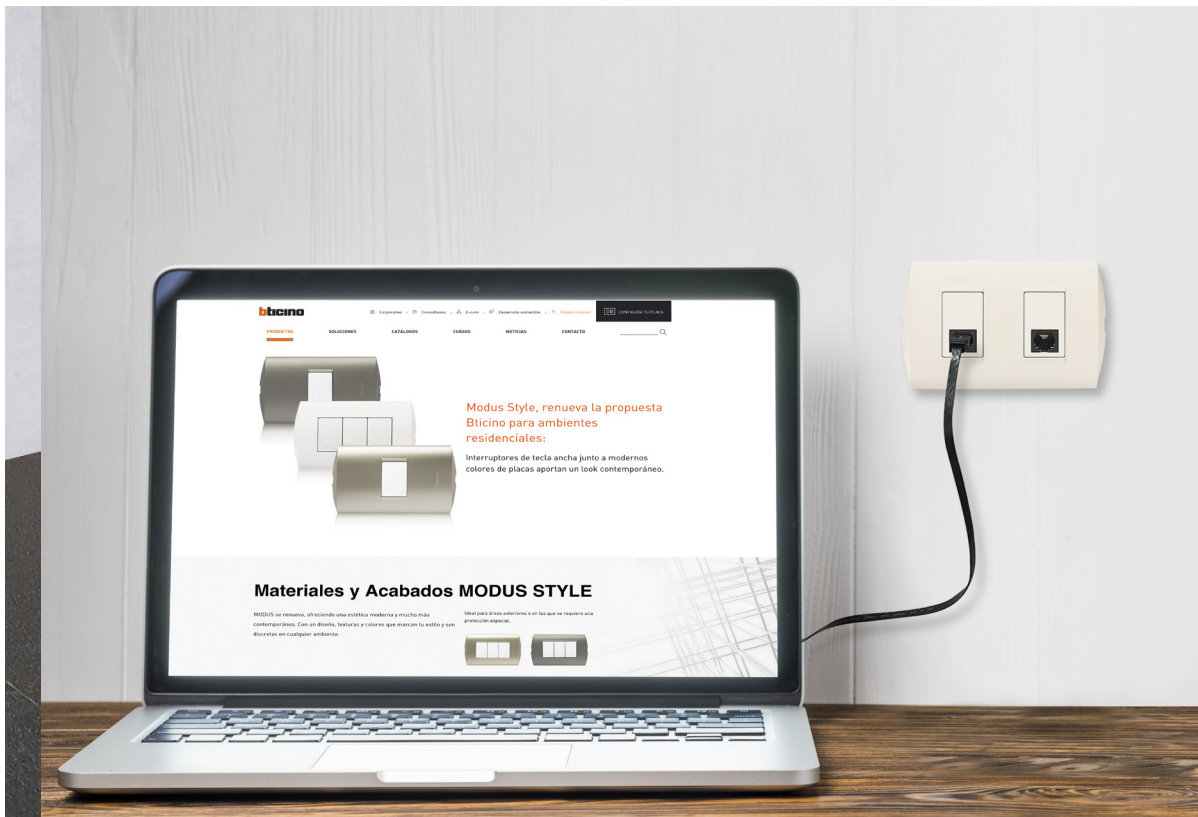 bticino
Corporativo
Consultanos
E-com
Desarrollo sostenible
Dónde comprar
CONFIGURA TU PLACA
PRODUCTOS
SOLUCIONES
CATÁLOGOS
CURSOS
NOTICIAS
CONTACTO
Modus Style, renueva la propuesta
Bticino para ambientes
residenciales:
Interruptores de tecla ancha junto a modernos
colores de placas aportan un look contemporáneo.
Materiales y Acabados MODUS STYLE
MODUS se renueva, ofreciendo una estética moderna y mucho más
contemporánea. Con un diseño, texturas y colores que marcan tu estilo y son
discretas en cualquier ambiente.
Ideal para áreas exteriores o en las que se requiere una
protección especial.